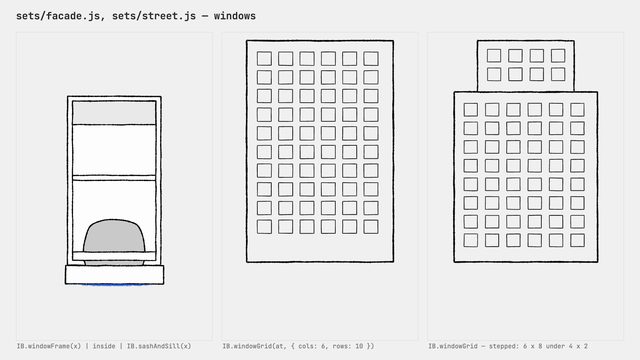 sets/facade.js, sets/street.js — windows
IB.windowFrame(x) | inside | IB.sashAndSill(x)
IB.windowGrid(at, { cols: 6, rows: 10 })
IB.windowGrid — stepped: 6 x 8 under 4 x 2